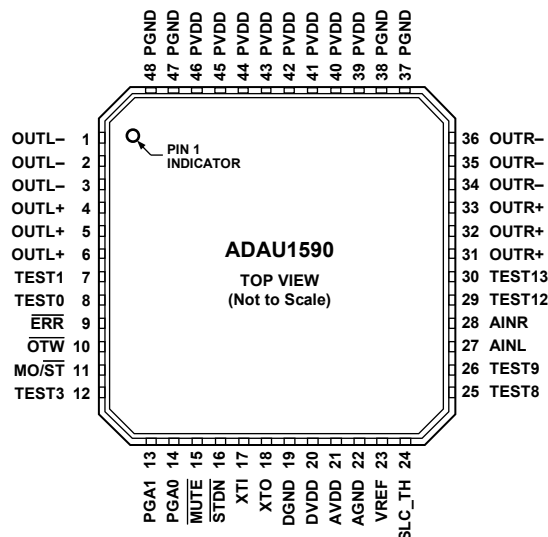 48 PGND
47 PGND
46 PVDD
45 PVDD
44 PVDD
43 PVDD
42 PVDD
41 PVDD
40 PVDD
39 PVDD
38 PGND
37 PGND
OUTL– 1
OUTL– 2
OUTL– 3
OUTL+ 4
OUTL+ 5
OUTL+ 6
TEST1 7
TEST0 8
ERR 9
OTW 10
MO/ST 11
TEST3 12
PIN 1
INDICATOR
ADAU1590
TOP VIEW
(Not to Scale)
36 OUTR–
35 OUTR–
34 OUTR–
33 OUTR+
32 OUTR+
31 OUTR+
30 TEST13
29 TEST12
28 AINR
27 AINL
26 TEST9
25 TEST8
PGA1 13
PGA0 14
MUTE 15
STDN 16
XTI 17
XTO 18
DGND 19
DVDD 20
AVDD 21
AGND 22
VREF 23
SLC_TH 24